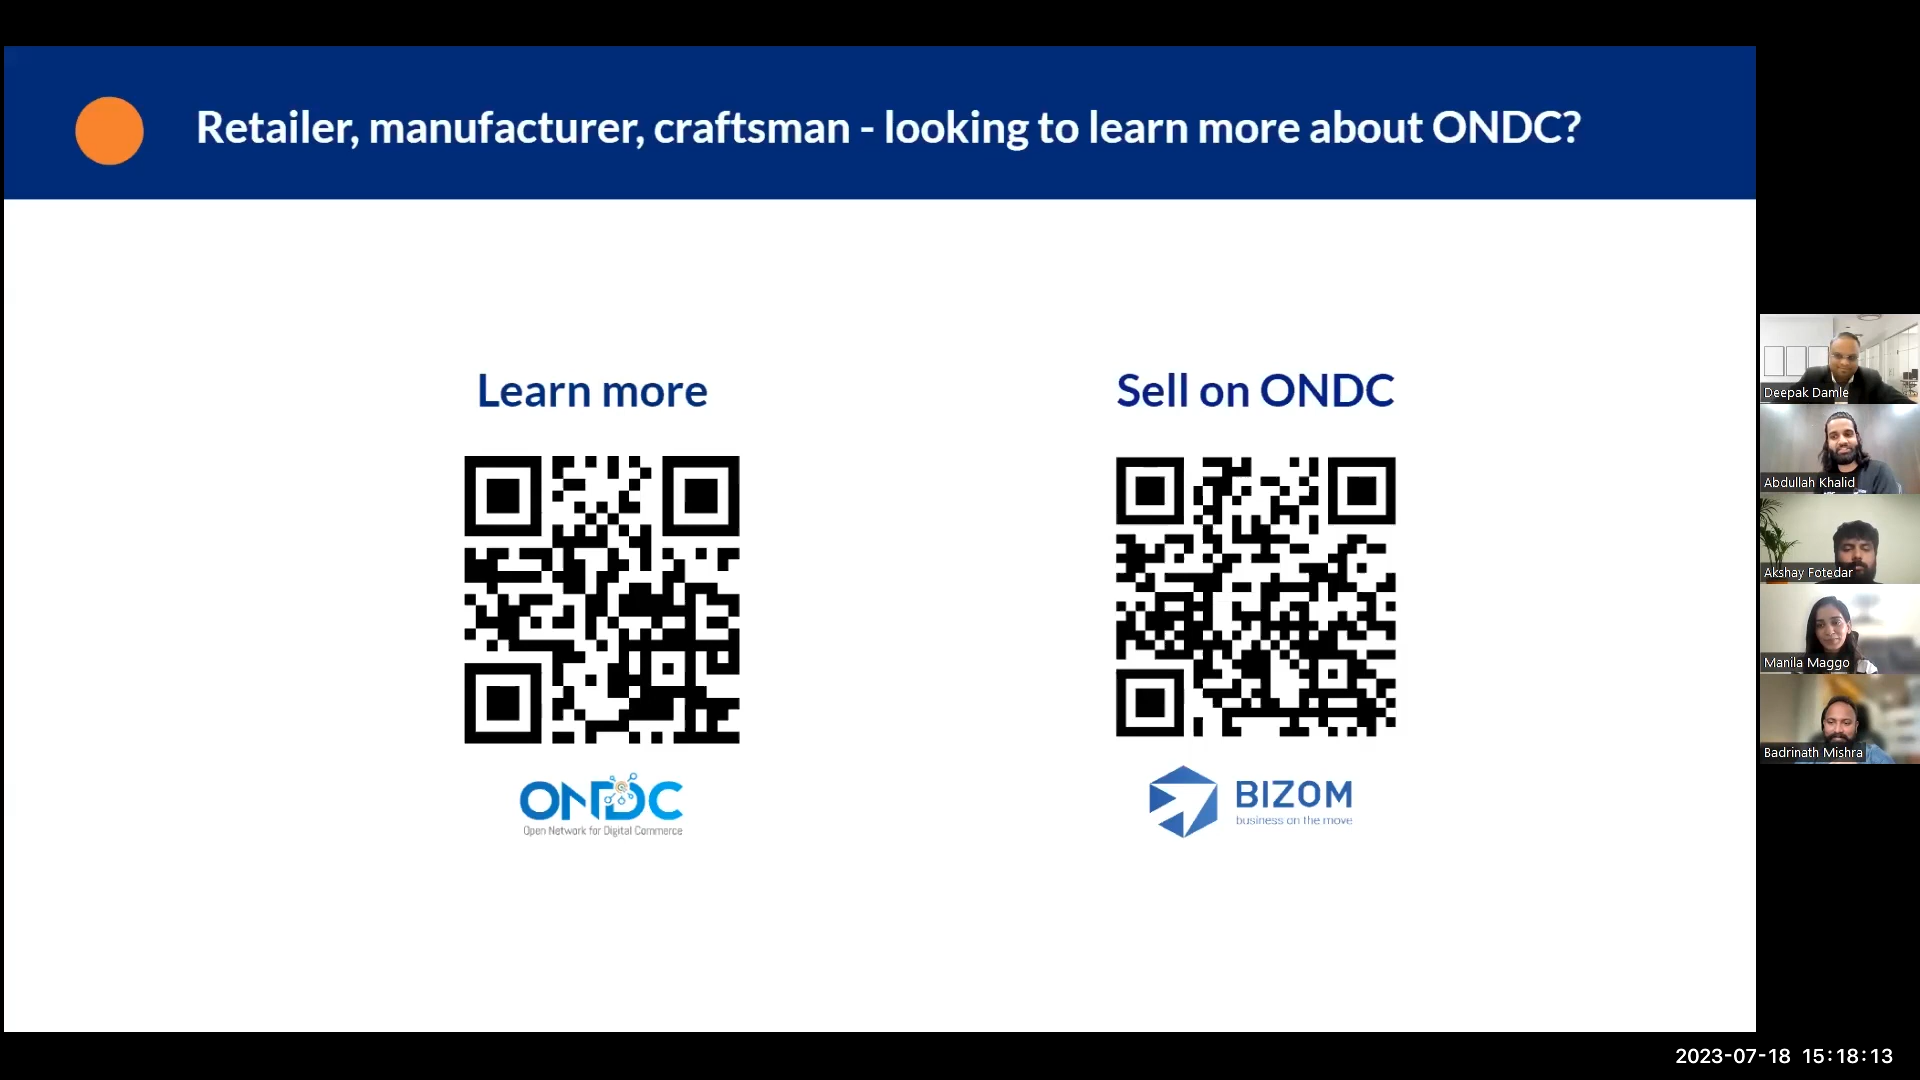 Retailer, manufacturer, craftsman - looking to learn more about ONDC?
Learn more
Sell on ONDC
ONDC
Open Network for Digital Commerce
BIZOM
business on the move
Deepak Damle
Abdullah Khalid
Akshay Fotedar
Manila Maggo
Badrinath Mishra
2023-07-18 15:18:13